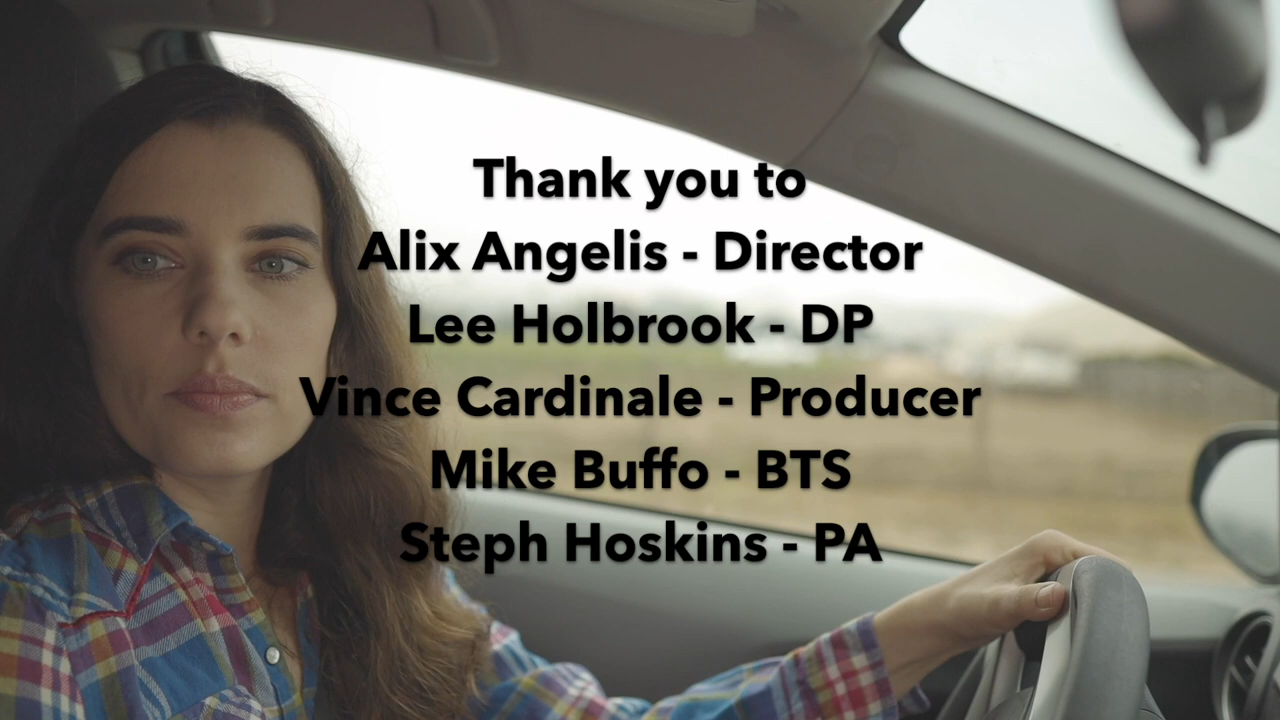 Thank you to
Alix Angelis - Director
Lee Holbrook - DP
Vince Cardinale - Producer
Mike Buffo - BTS
Steph Hoskins - PA